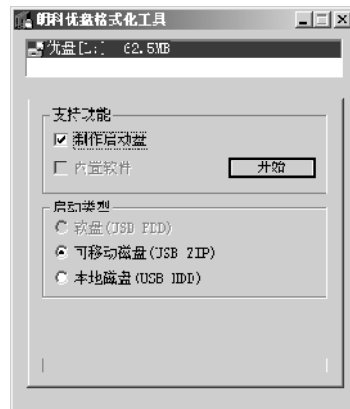 明科优盘格式化工具
优盘[L:] 62.5MB
支持功能
制作启动盘
内置软件
开始
启动类型
软盘(USB FDD)
可移动磁盘(USB ZIP)
本地磁盘(USB HDD)